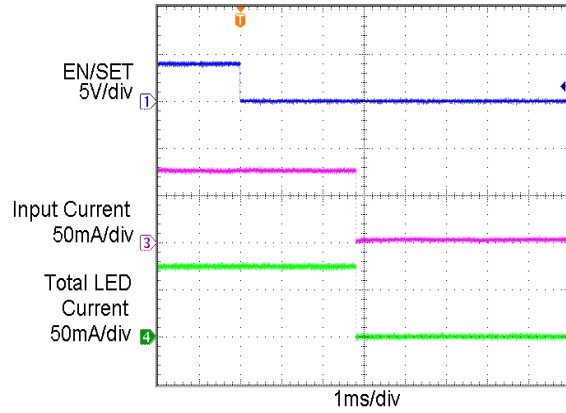 T
EN/SET
5V/div
1
Input Current
50mA/div
3
Total LED
Current
50mA/div
4
1ms/div